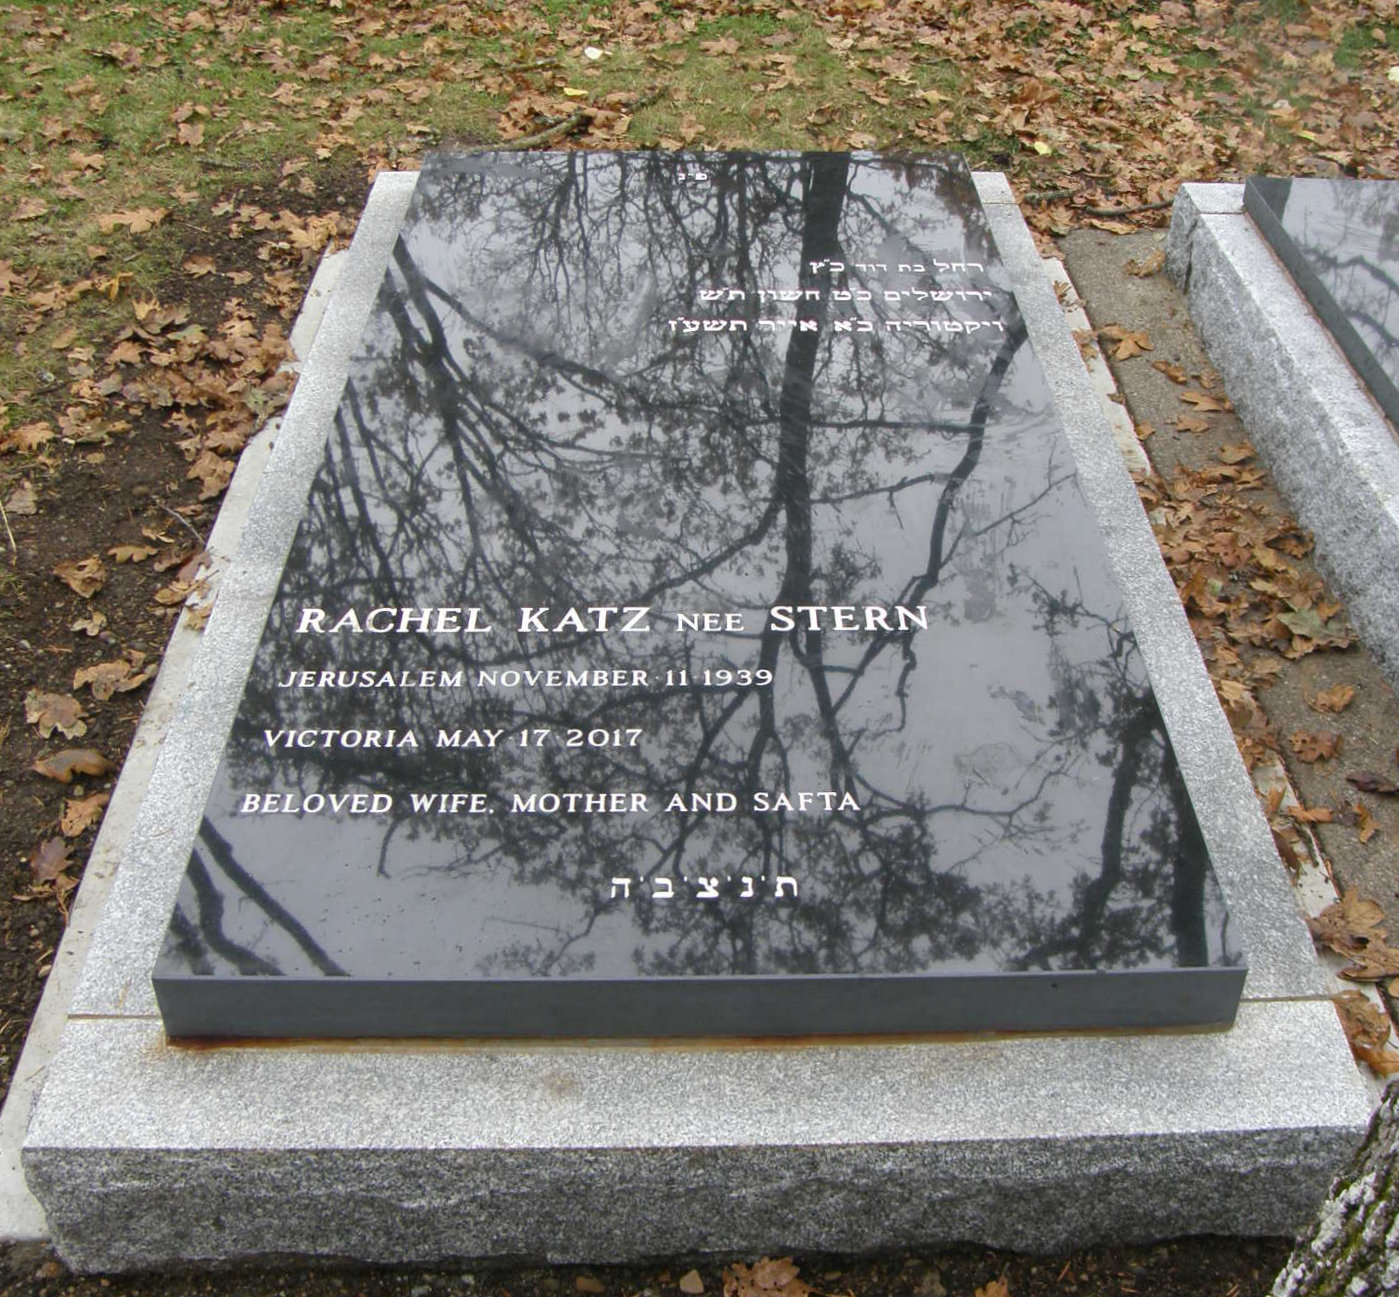 פ״נ
רחל בת דוד כ״ץ
ירושלים כ״ט חשון ת״ש
ויקטוריה כ״א אייר תשע״ז
RACHEL KATZ NEE STERN
JERUSALEM NOVEMBER 11 1939
VICTORIA MAY 17 2017
BELOVED WIFE, MOTHER AND SAFTA
ת׳נ׳צ׳ב׳ה